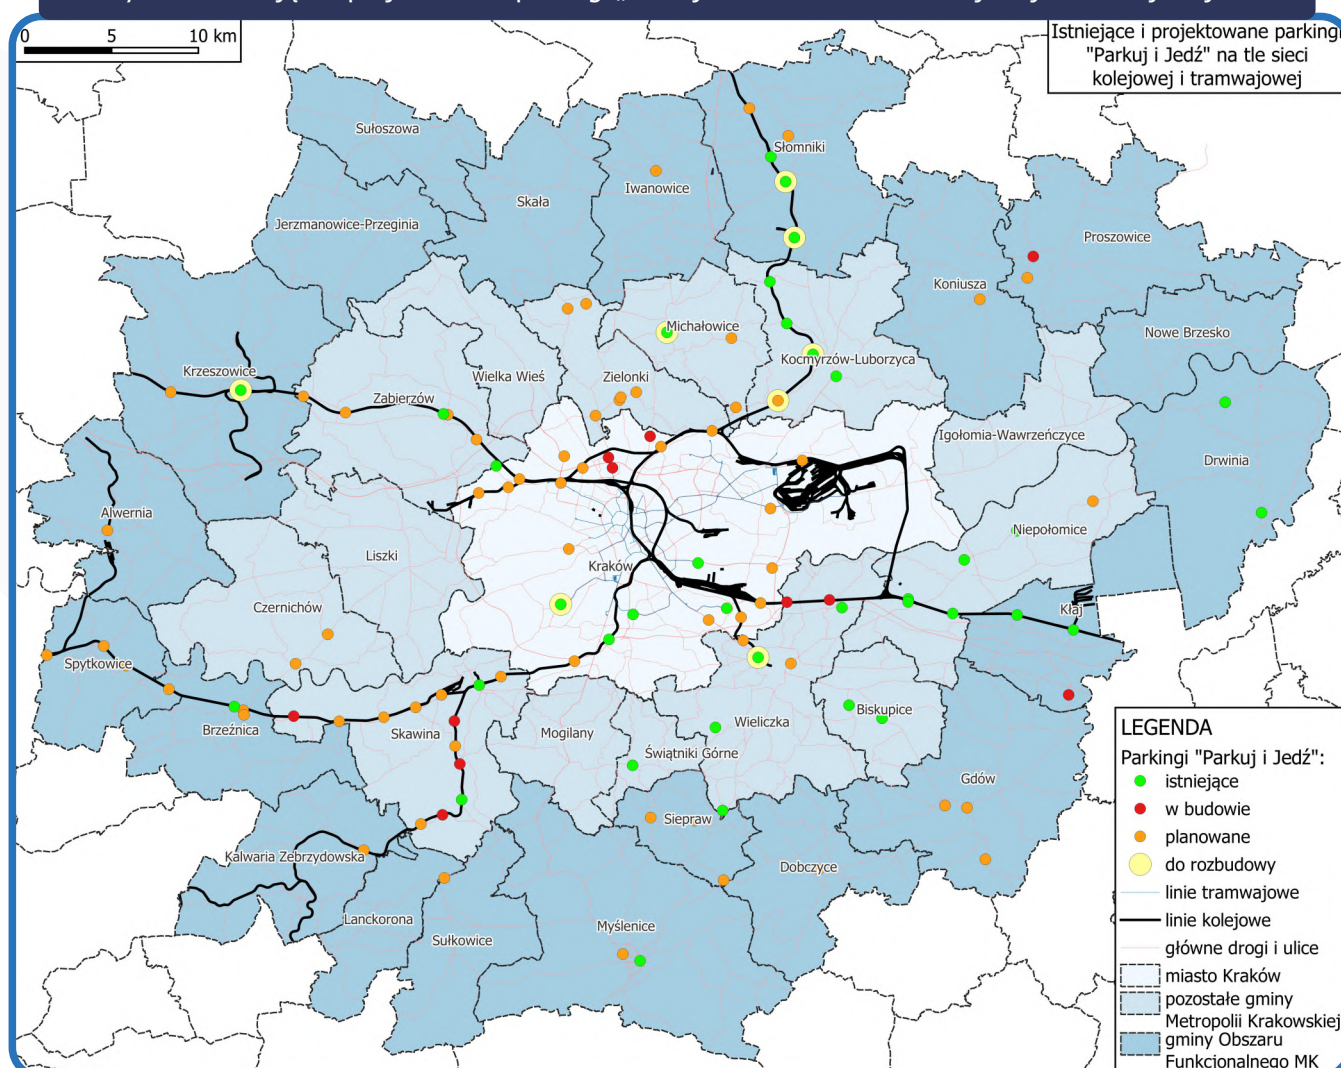 0 5 10 km
Istniejące i projektowane parkingi
"Parkuj i Jedź" na tle sieci
kolejowej i tramwajowej
Sułoszowa
Słomniki
Iwanowice
Skała
Jerzmanowice-Przeginia
Proszowice
Koniusza
Michałowice
Nowe Brzesko
Kocmyrzów-Luborzyca
Krzeszowice
Wielka Wieś
Zielonki
Zabierzów
Igołomia-Wawrzeńczyce
Drwinia
Alwernia
Niepołomice
Liszki
Kraków
Czernichów
Kłaj
Spytkowice
Biskupice
Wieliczka
Brzeźnica
Skawina
Mogilany
Świątniki Górne
Gdów
Siepraw
Kalwaria Zebrzydowska
Dobczyce
Lanckorona
Myślenice
Sułkowice
LEGENDA
Parkingi "Parkuj i Jedź":
istniejące
w budowie
planowane
do rozbudowy
linie tramwajowe
linie kolejowe
główne drogi i ulice
miasto Kraków
pozostałe gminy
Metropolii Krakowskiej
gminy Obszaru
Funkcjonalnego MK